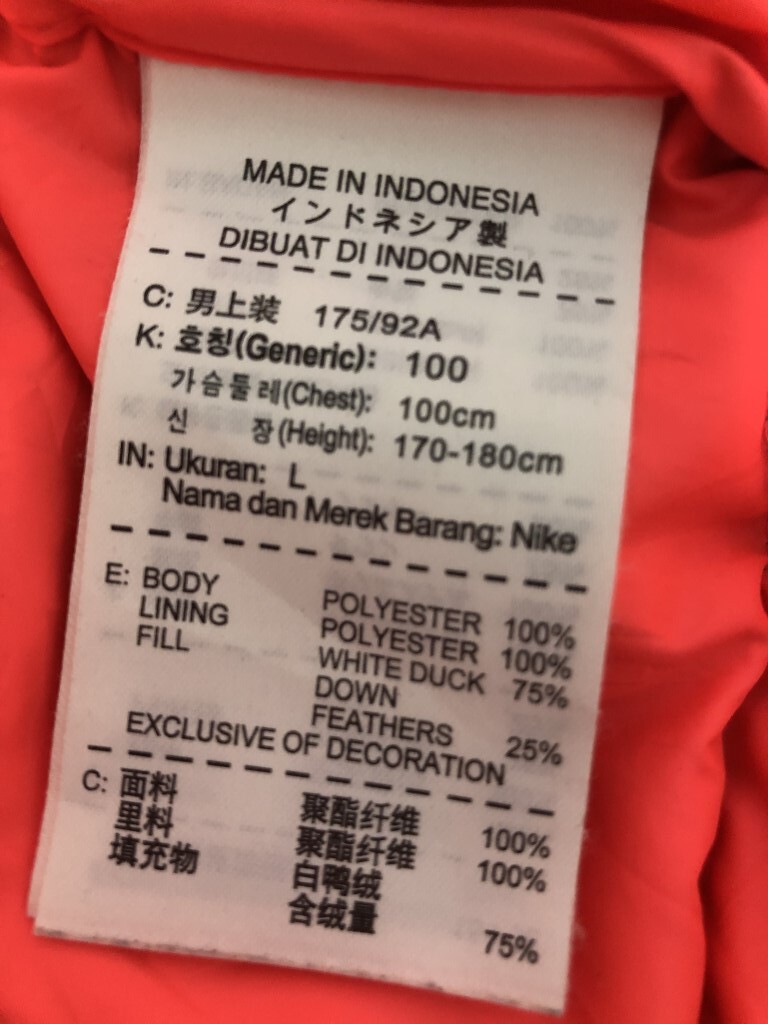 MADE IN INDONESIA
インドネシア製
DIBUAT DI INDONESIA
C: 男上装 175/92A
K: 호칭(Generic): 100
가슴둘레(Chest): 100cm
신 장(Height): 170-180cm
IN: Ukuran: L
Nama dan Merek Barang: Nike
E: BODY POLYESTER 100%
LINING POLYESTER 100%
FILL WHITE DUCK 75%
DOWN
FEATHERS 25%
EXCLUSIVE OF DECORATION
C: 面料 聚酯纤维 100%
里料 聚酯纤维 100%
填充物 白鸭绒
含绒量 75%